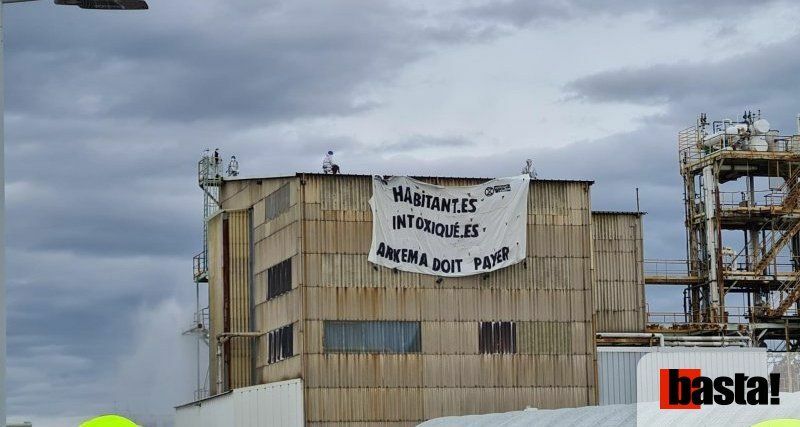 HABITANT.ES
INTOXIQUÉ.ES
ARKEMA DOIT PAYER
basta!